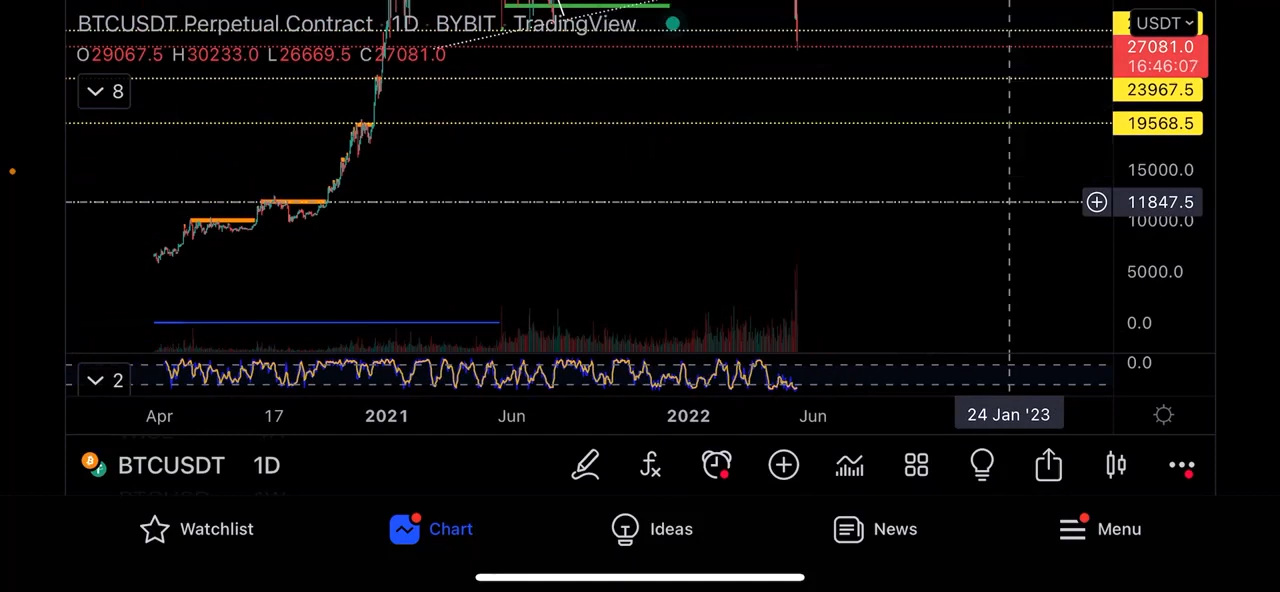 BTCUSDT Perpetual Contract · 1D · BYBIT · TradingView
USDT
O29067.5 H30233.0 L26669.5 C27081.0
27081.0
16:46:07
8
23967.5
19568.5
15000.0
11847.5
10000.0
5000.0
0.0
0.0
2
Apr 17 2021 Jun 2022 Jun 24 Jan '23
BTCUSDT 1D
Watchlist Chart Ideas News Menu